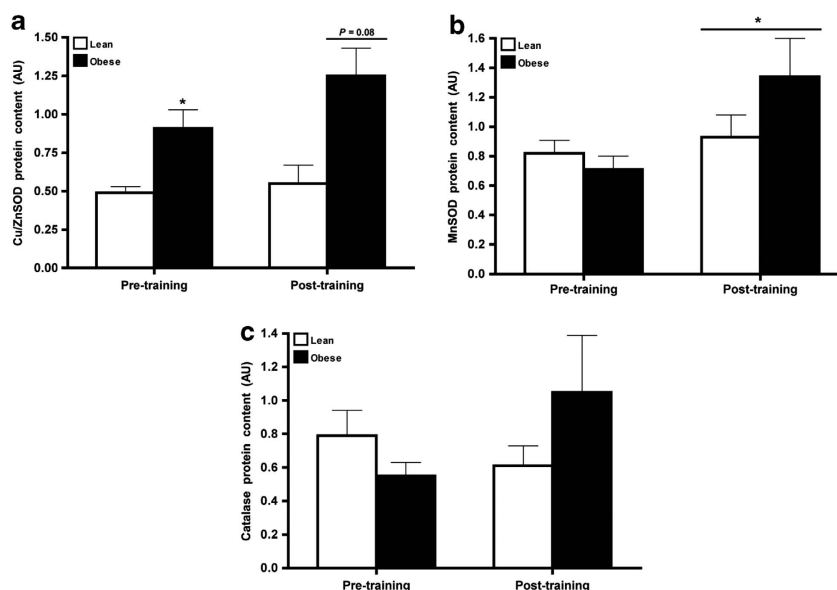 a
Cu/ZnSOD protein content (AU)
1.50
1.25
1.00
0.75
0.50
0.25
0.00
Lean
Obese
*
P = 0.08
Pre-training
Post-training
b
MnSOD protein content (AU)
1.6
1.4
1.2
1.0
0.8
0.6
0.4
0.2
0.0
Lean
Obese
*
Pre-training
Post-training
c
Catalase protein content (AU)
1.4
1.2
1.0
0.8
0.6
0.4
0.2
0.0
Lean
Obese
Pre-training
Post-training